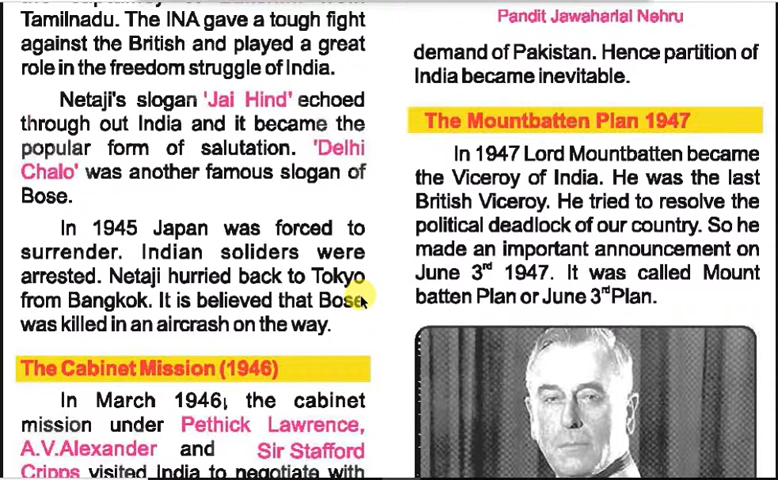 Tamilnadu. The INA gave a tough fight
against the British and played a great
role in the freedom struggle of India.
Netaji's slogan 'Jai Hind' echoed
through out India and it became the
popular form of salutation. 'Delhi
Chalo' was another famous slogan of
Bose.
In 1945 Japan was forced to
surrender. Indian soliders were
arrested. Netaji hurried back to Tokyo
from Bangkok. It is believed that Bose
was killed in an aircrash on the way.
The Cabinet Mission (1946)
In March 1946, the cabinet
mission under Pethick Lawrence,
A.V.Alexander and Sir Stafford
Cripps visited India to negotiate with
Pandit Jawaharlal Nehru
demand of Pakistan. Hence partition of
India became inevitable.
The Mountbatten Plan 1947
In 1947 Lord Mountbatten became
the Viceroy of India. He was the last
British Viceroy. He tried to resolve the
political deadlock of our country. So he
made an important announcement on
June 3rd 1947. It was called Mount
batten Plan or June 3rd Plan.